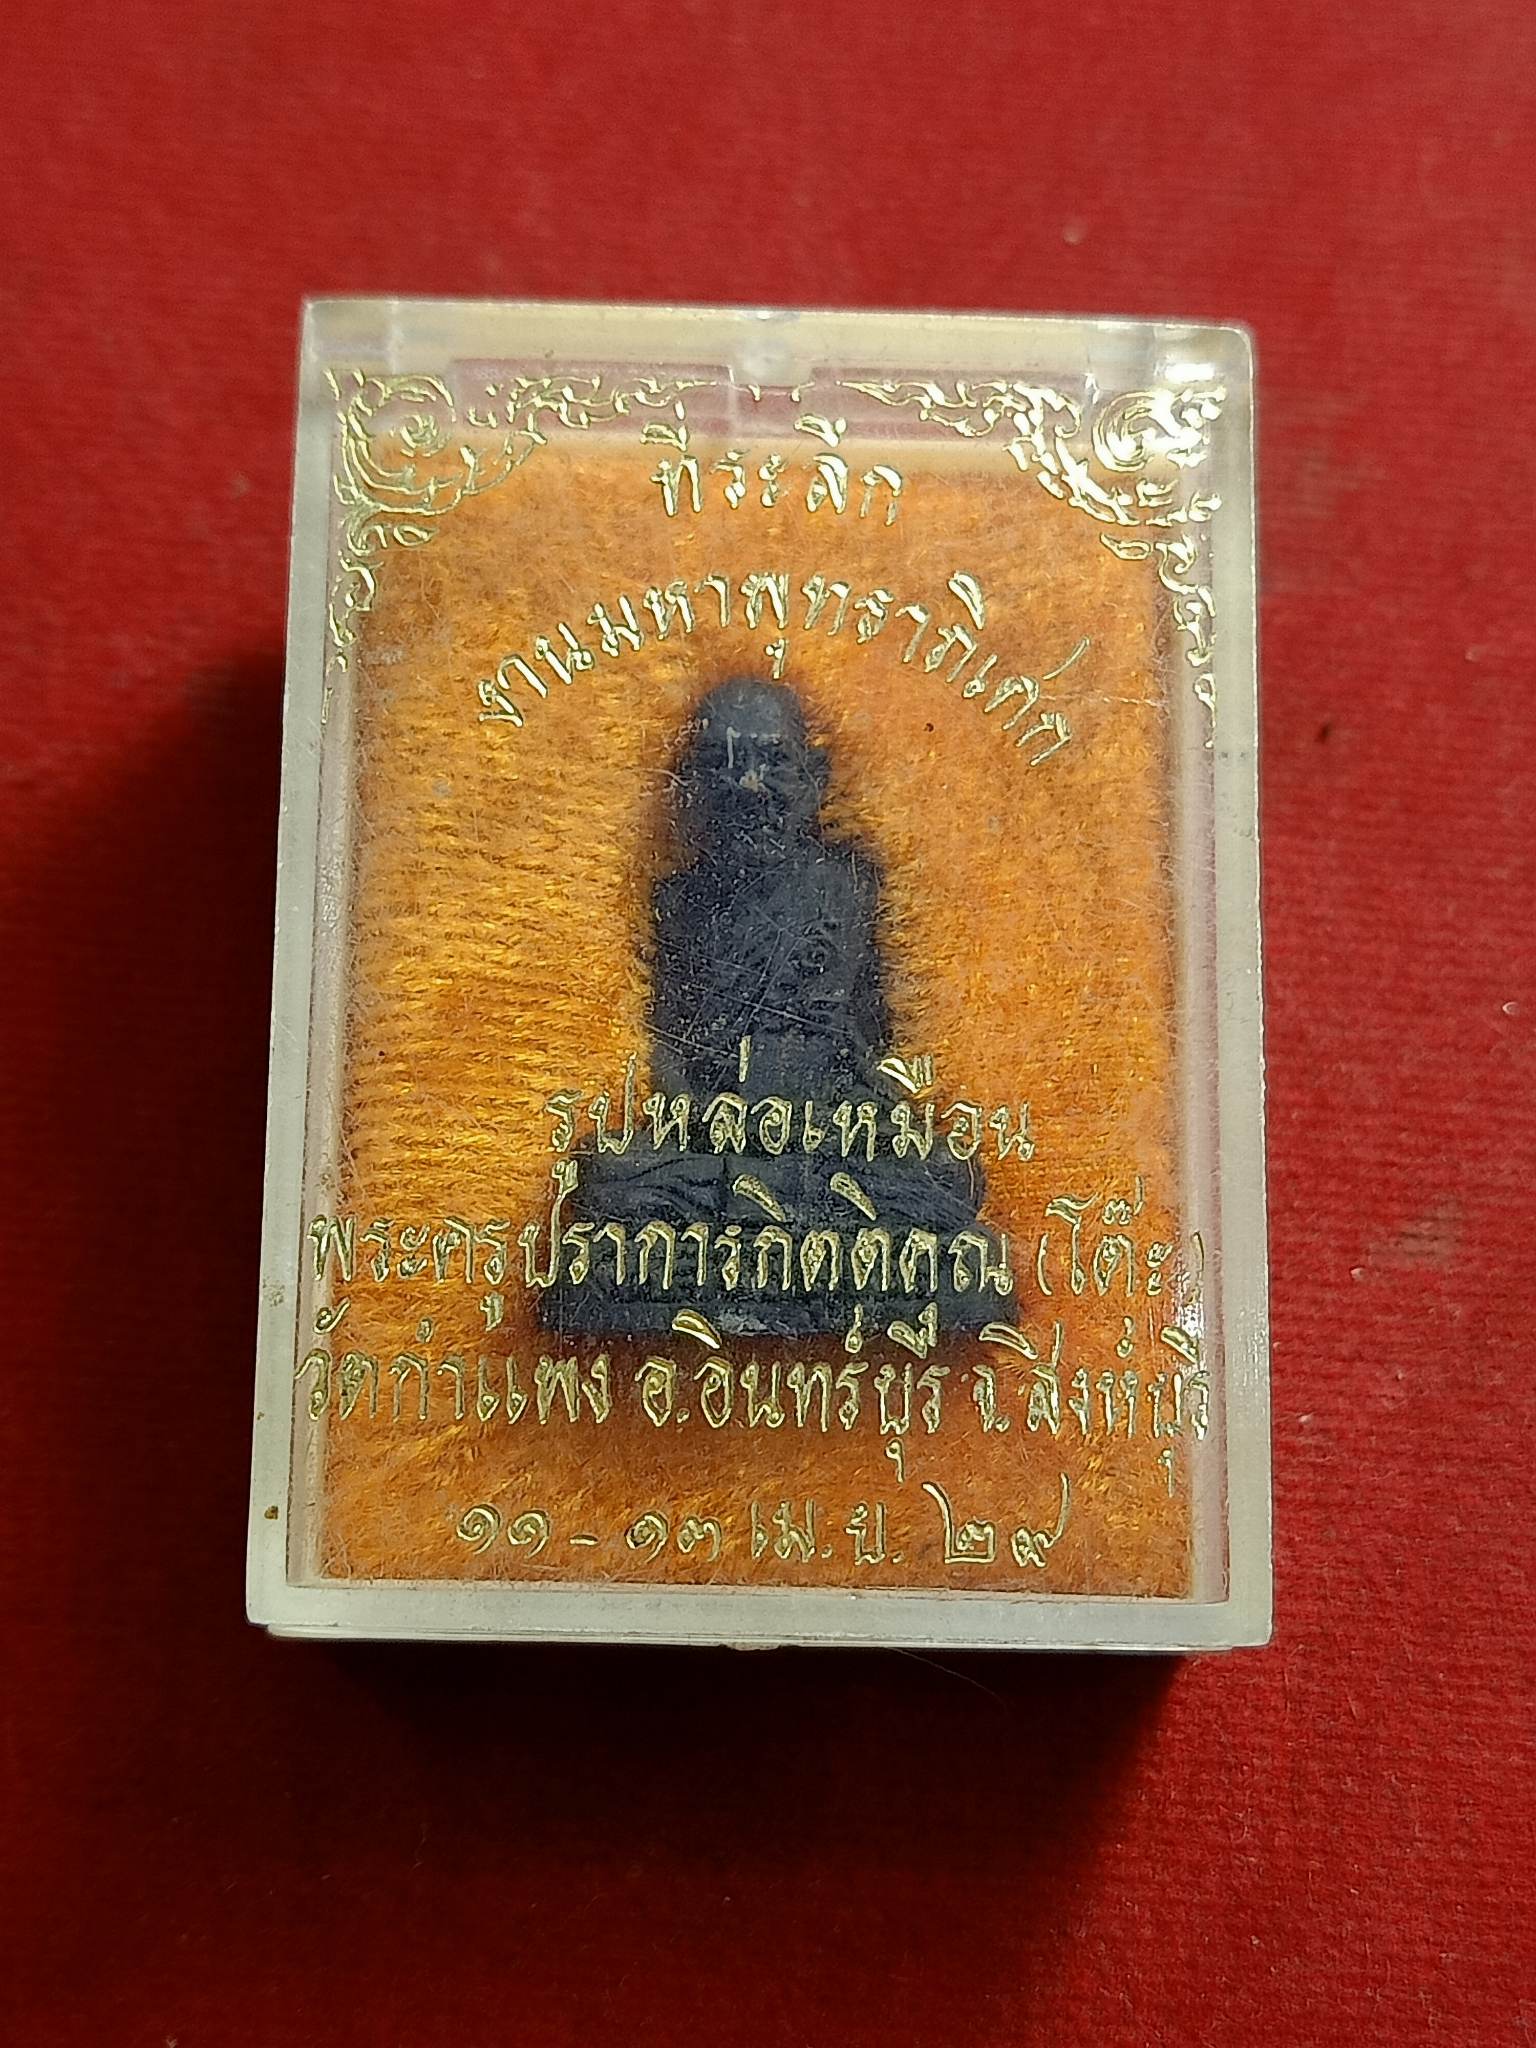 ที่ระลึก
งานมหาพุทธาภิเศก
รูปหล่อเหมือน
พระครูปราการกิตติคุณ (โต๊ะ)
วัดกำแพง อ.อินทร์บุรี จ.สิงห์บุรี
๑๑-๑๓ เม.ย. ๒๙